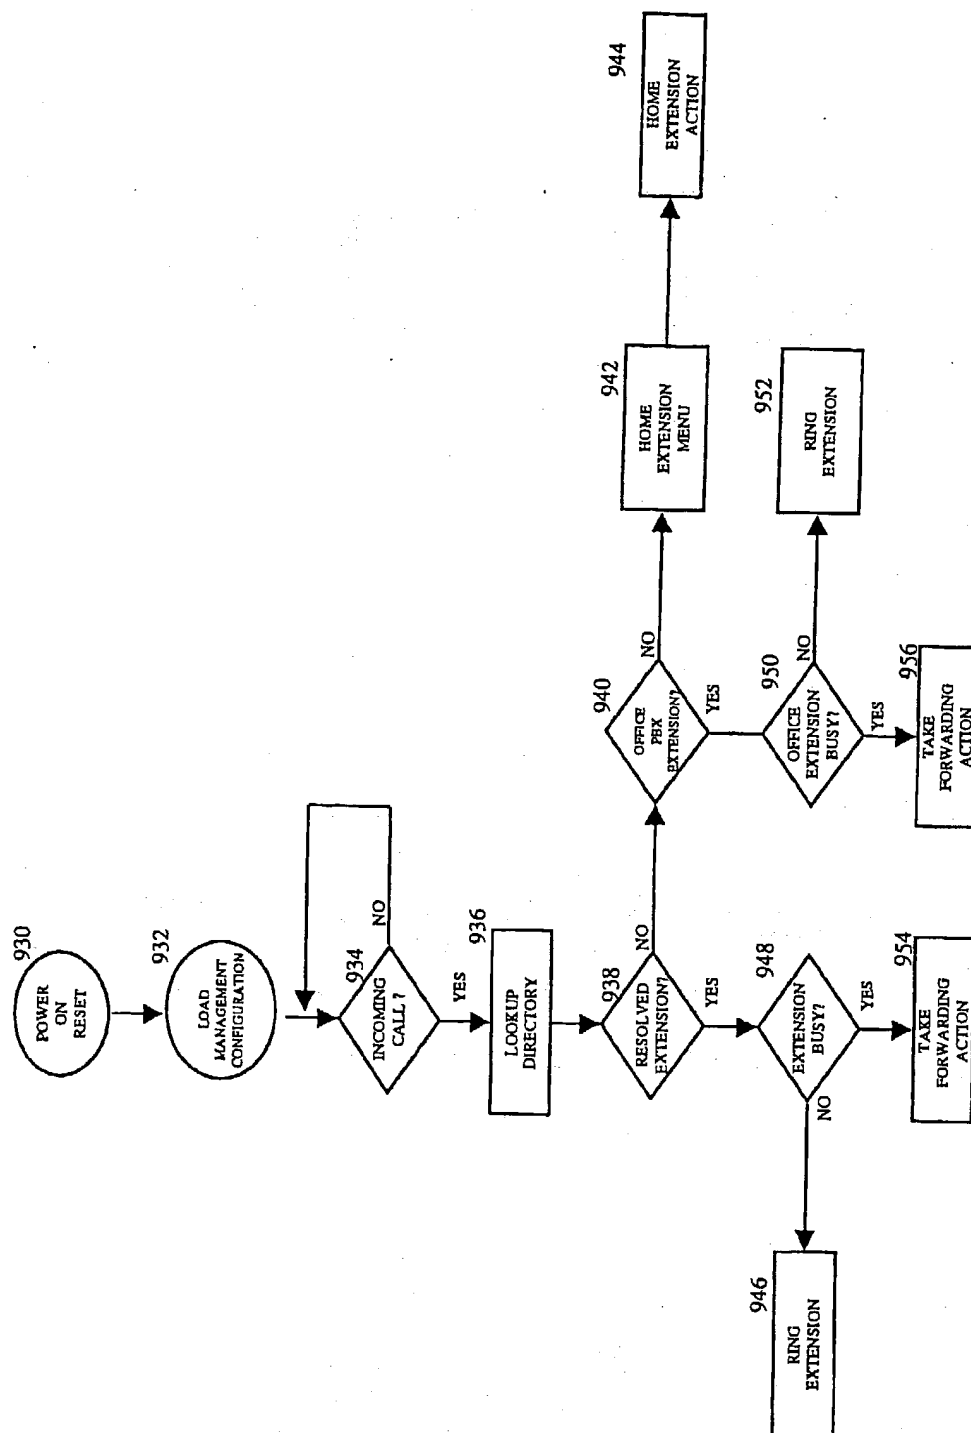 930
POWER
ON
RESET
932
LOAD
MANAGEMENT
CONFIGURATION
934
INCOMING
CALL?
NO
YES
936
LOOKUP
DIRECTORY
938
RESOLVED
EXTENSION?
NO
YES
940
OFFICE
PBX
EXTENSION?
NO
YES
942
HOME
EXTENSION
MENU
944
HOME
EXTENSION
ACTION
946
RING
EXTENSION
948
EXTENSION
BUSY?
NO
YES
950
OFFICE
EXTENSION
BUSY?
NO
YES
952
RING
EXTENSION
954
TAKE
FORWARDING
ACTION
956
TAKE
FORWARDING
ACTION